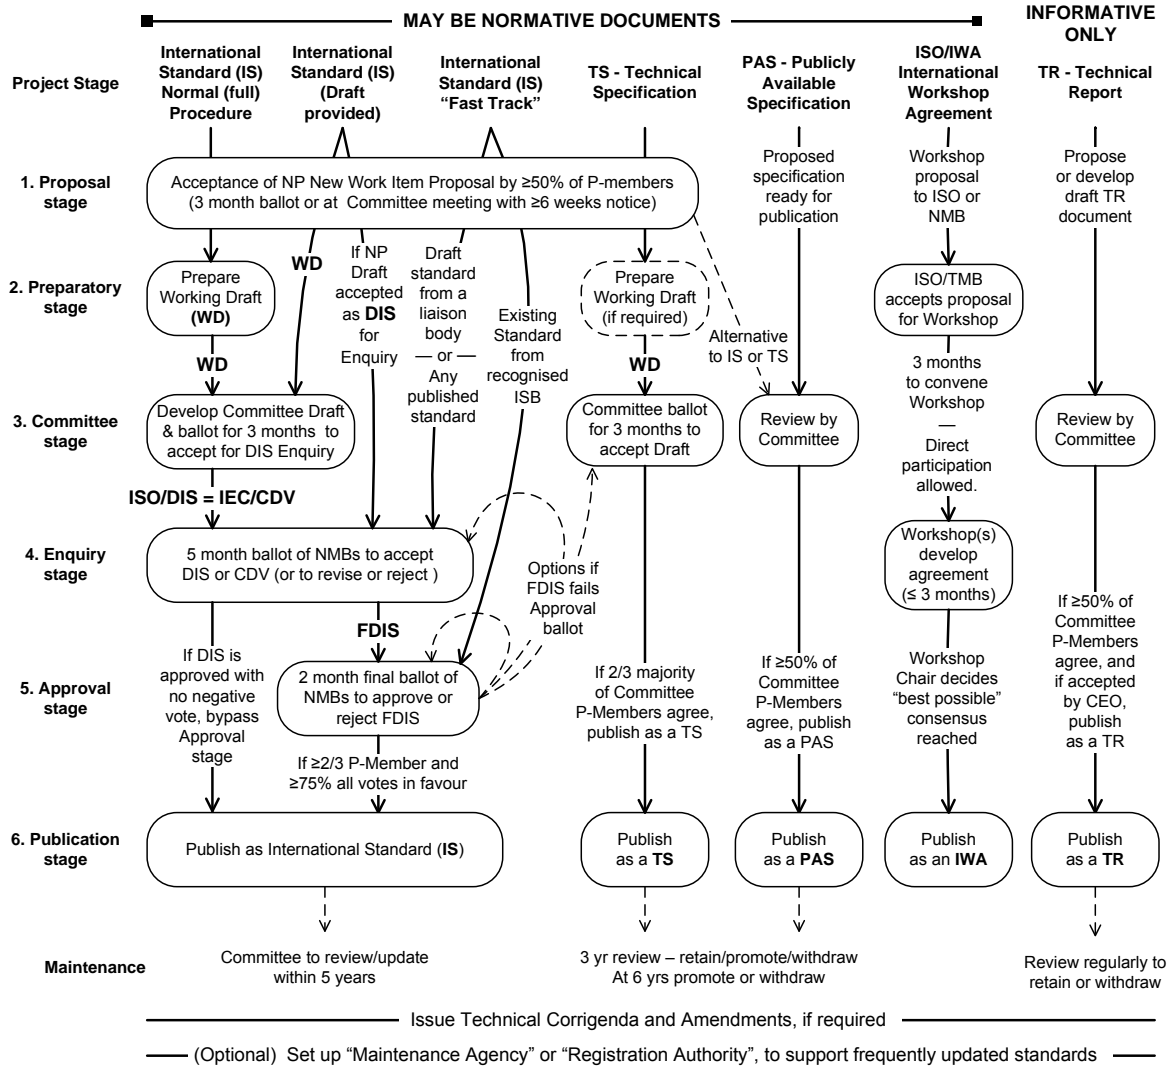 MAY BE NORMATIVE DOCUMENTS
INFORMATIVE
ONLY
Project Stage
International
Standard (IS)
Normal (full)
Procedure
International
Standard (IS)
(Draft
provided)
International
Standard (IS)
“Fast Track”
TS - Technical
Specification
PAS - Publicly
Available
Specification
ISO/IWA
International
Workshop
Agreement
TR - Technical
Report
1. Proposal
stage
Acceptance of NP New Work Item Proposal by ≥50% of P-members
(3 month ballot or at Committee meeting with ≥6 weeks notice)
Proposed
specification
ready for
publication
Workshop
proposal
to ISO or
NMB
Propose
or develop
draft TR
document
2. Preparatory
stage
Prepare
Working Draft
(WD)
WD
WD
If NP
Draft
accepted
as DIS
for
Enquiry
Draft
standard
from a
liaison
body
— or —
Any
published
standard
Existing
Standard
from
recognised
ISB
Prepare
Working Draft
(if required)
WD
Alternative
to IS or TS
ISO/TMB
accepts proposal
for Workshop
3 months
to convene
Workshop
—
Direct
participation
allowed.
3. Committee
stage
Develop Committee Draft
& ballot for 3 months to
accept for DIS Enquiry
Committee ballot
for 3 months to
accept Draft
Review by
Committee
Review by
Committee
ISO/DIS = IEC/CDV
4. Enquiry
stage
5 month ballot of NMBs to accept
DIS or CDV (or to revise or reject )
Options if
FDIS fails
Approval
ballot
Workshop(s)
develop
agreement
(≤ 3 months)
FDIS
5. Approval
stage
If DIS is
approved with
no negative
vote, bypass
Approval
stage
2 month final ballot of
NMBs to approve or
reject FDIS
If ≥2/3 P-Member and
≥75% all votes in favour
If 2/3 majority
of Committee
P-Members agree,
publish as a TS
If ≥50% of
Committee
P-Members
agree, publish
as a PAS
Workshop
Chair decides
“best possible”
consensus
reached
If ≥50% of
Committee
P-Members
agree, and
if accepted
by CEO,
publish
as a TR
6. Publication
stage
Publish as International Standard (IS)
Publish
as a TS
Publish
as a PAS
Publish
as an IWA
Publish
as a TR
Maintenance
Committee to review/update
within 5 years
3 yr review – retain/promote/withdraw
At 6 yrs promote or withdraw
Review regularly to
retain or withdraw
Issue Technical Corrigenda and Amendments, if required
(Optional) Set up “Maintenance Agency” or “Registration Authority”, to support frequently updated standards